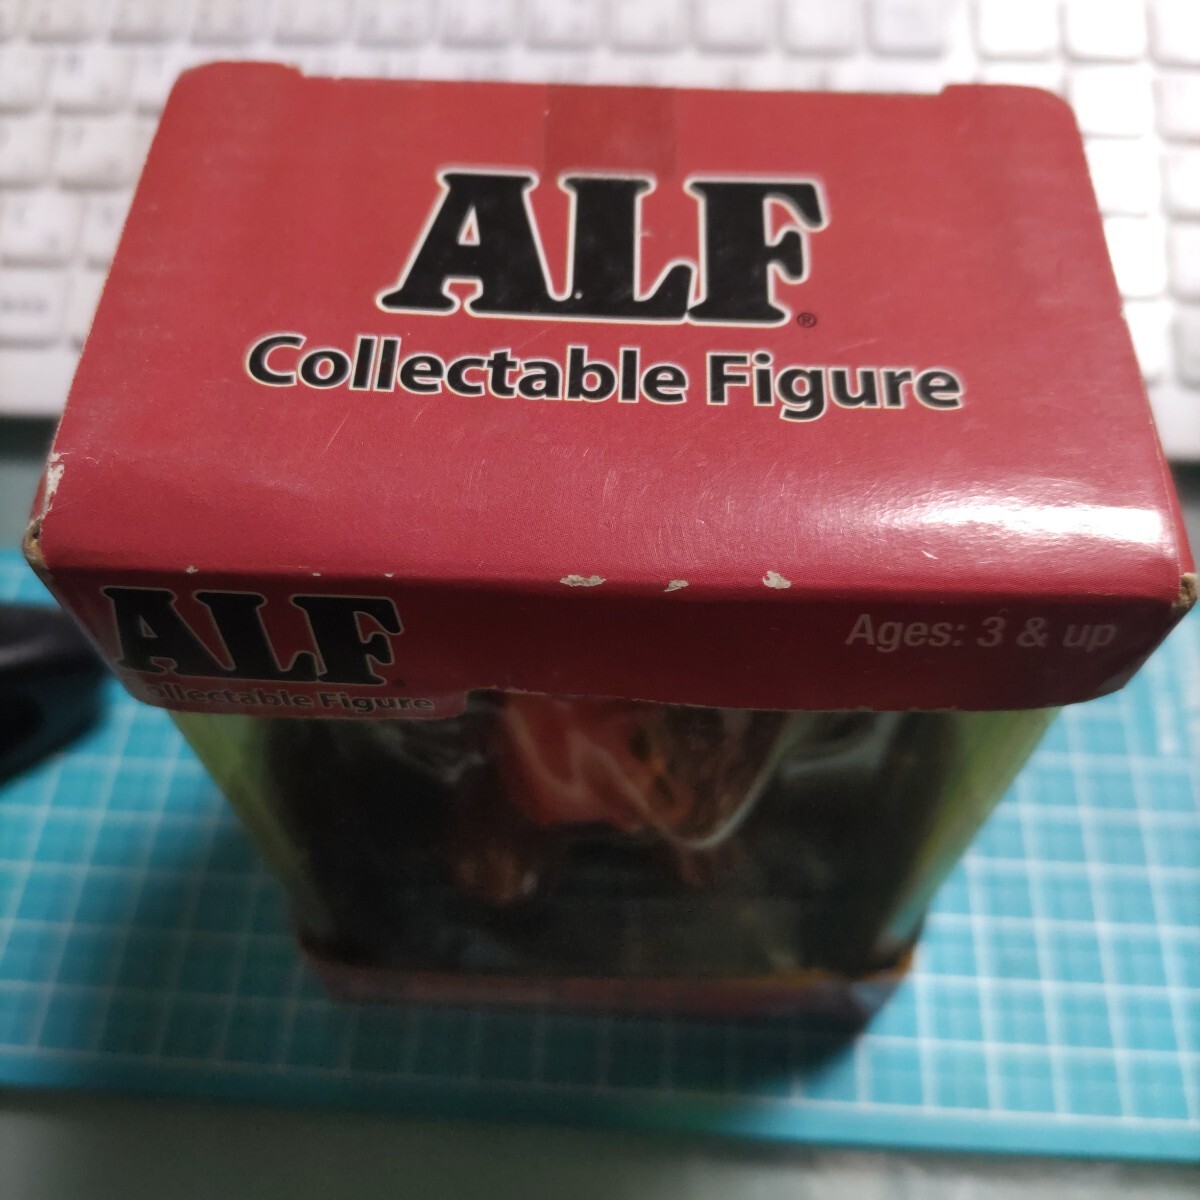 ALF®
Collectable Figure
ALF
Collectable Figure
Ages: 3 & up